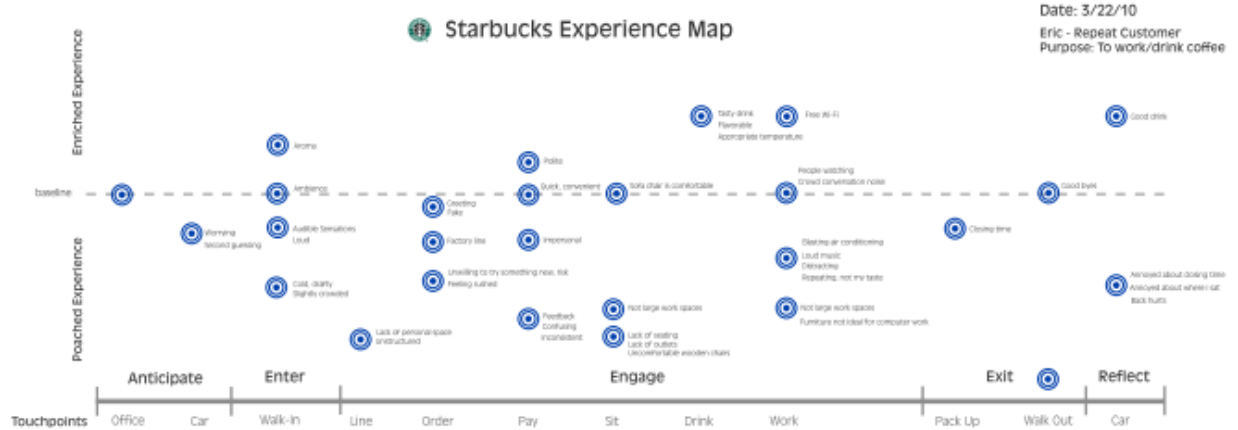 Starbucks Experience Map
Date: 3/22/10
Eric - Repeat Customer
Purpose: To work/drink coffee
Enriched Experience
baseline
Poached Experience
Worrying
Second guessing
Aroma
Ambience
Audible Sensations
Loud
Cold, drafty
Slightly crowded
Lack of personal space
Unstructured
Greeting
Fake
Factory line
Unwilling to try something new, risk
Feeling rushed
Polite
Quick, convenient
Impersonal
Feedback
Confusing
Inconsistent
Sofa chair is comfortable
Not large work spaces
Lack of seating
Lack of outlets
Uncomfortable wooden chairs
Tasty drink
Flavorable
Appropriate temperature
Free Wi-Fi
People watching
Crowd conversation noise
Blasting air conditioning
Loud music
Distracting
Repeating, not my taste
Not large work spaces
Furniture not ideal for computer work
Closing time
Good byes
Good drink
Annoyed about closing time
Annoyed about where I sat
Back hurts
Anticipate
Enter
Engage
Exit
Reflect
Touchpoints
Office
Car
Walk-In
Line
Order
Pay
Sit
Drink
Work
Pack Up
Walk Out
Car